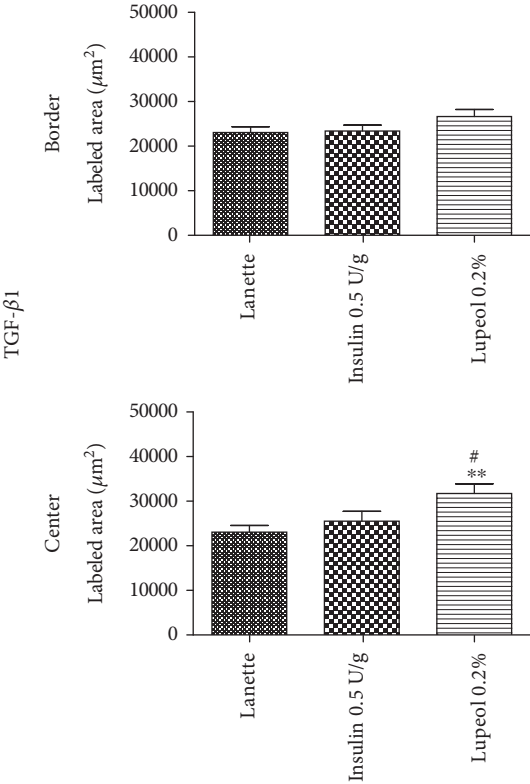 TGF-β1
Border
Labeled area (μm²)
50000
40000
30000
20000
10000
0
Lanette
Insulin 0.5 U/g
Lupeol 0.2%
Center
Labeled area (μm²)
50000
40000
30000
20000
10000
0
#
**
Lanette
Insulin 0.5 U/g
Lupeol 0.2%